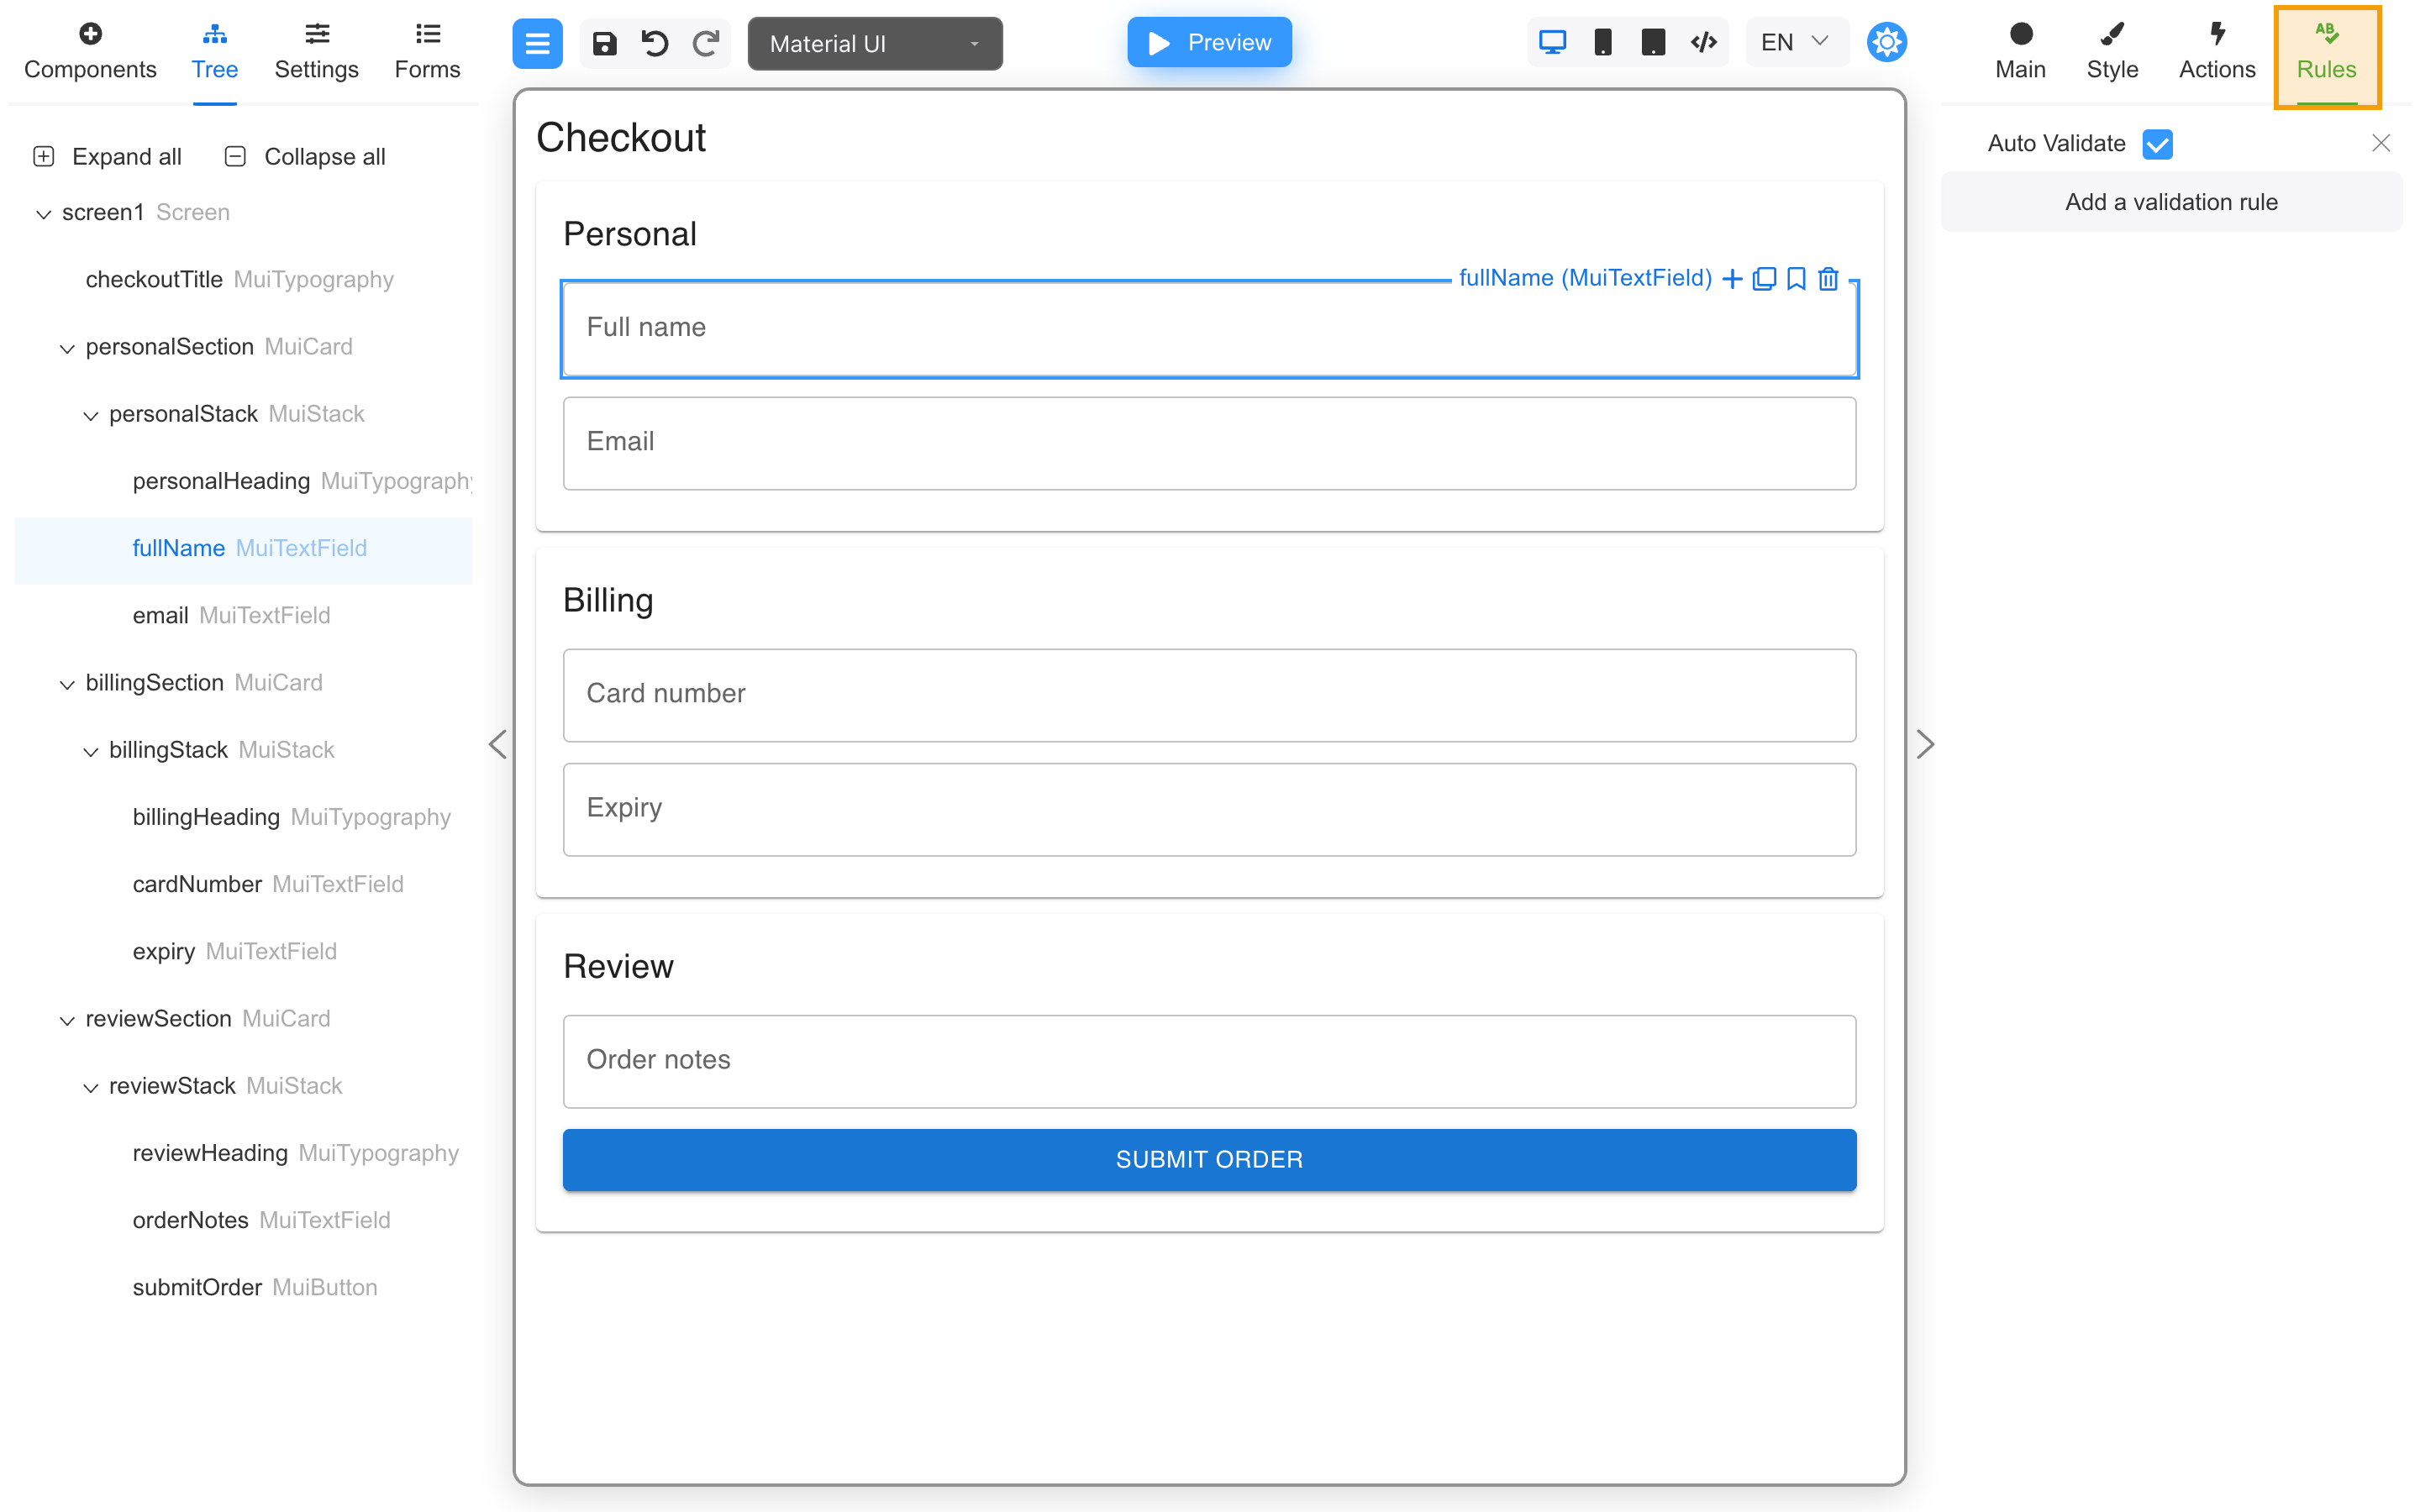 Components
Tree
Settings
Forms
Material UI
Preview
EN
Main
Style
Actions
AB
Rules
Expand all
Collapse all
screen1 Screen
checkoutTitle MuiTypography
personalSection MuiCard
personalStack MuiStack
personalHeading MuiTypography
fullName MuiTextField
email MuiTextField
billingSection MuiCard
billingStack MuiStack
billingHeading MuiTypography
cardNumber MuiTextField
expiry MuiTextField
reviewSection MuiCard
reviewStack MuiStack
reviewHeading MuiTypography
orderNotes MuiTextField
submitOrder MuiButton
Checkout
Personal
fullName (MuiTextField)
Full name
Email
Billing
Card number
Expiry
Review
Order notes
SUBMIT ORDER
Auto Validate
Add a validation rule